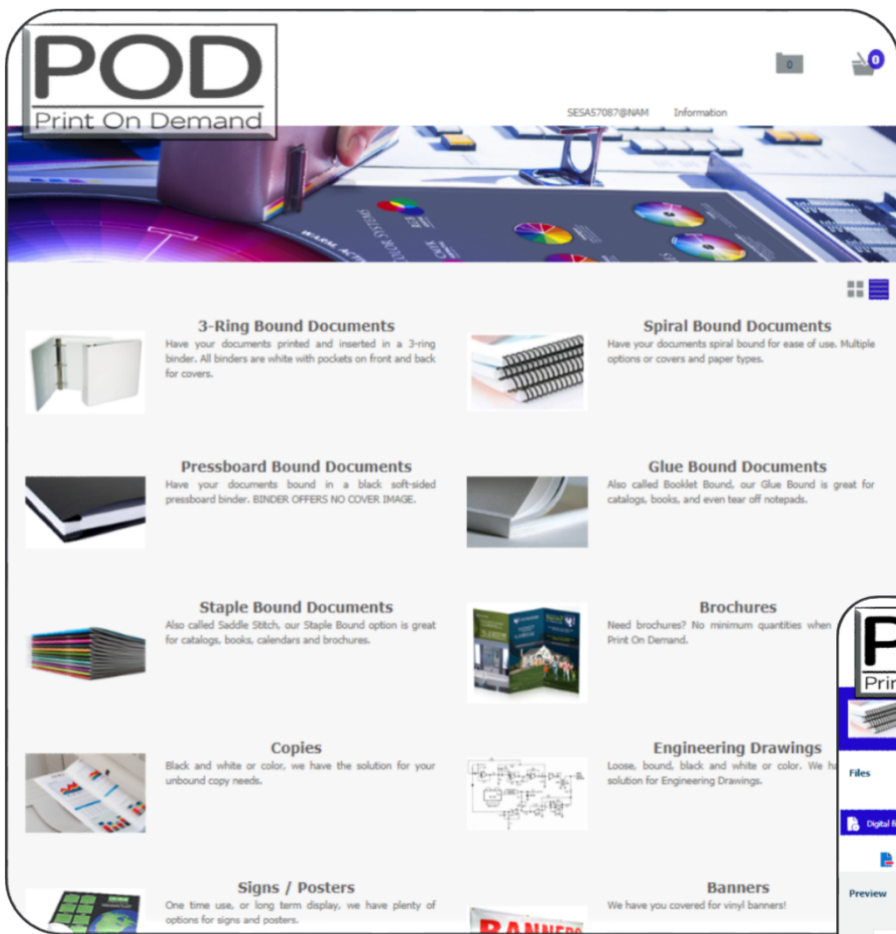 POD
Print On Demand
0
0
SESA57087@NAM Information
3-Ring Bound Documents
Have your documents printed and inserted in a 3-ring
binder. All binders are white with pockets on front and back
for covers.
Spiral Bound Documents
Have your documents spiral bound for ease of use. Multiple
options or covers and paper types.
Pressboard Bound Documents
Have your documents bound in a black soft-sided
pressboard binder. BINDER OFFERS NO COVER IMAGE.
Glue Bound Documents
Also called Booklet Bound, our Glue Bound is great for
catalogs, books, and even tear off notepads.
Staple Bound Documents
Also called Saddle Stitch, our Staple Bound option is great
for catalogs, books, calendars and brochures.
Brochures
Need brochures? No minimum quantities when
Print On Demand.
Copies
Black and white or color, we have the solution for your
unbound copy needs.
Engineering Drawings
Loose, bound, black and white or color. We
solution for Engineering Drawings.
Signs / Posters
One time use, or long term display, we have plenty of
options for signs and posters.
Banners
We have you covered for vinyl banners!
BANNERS
Files
Digital
Preview